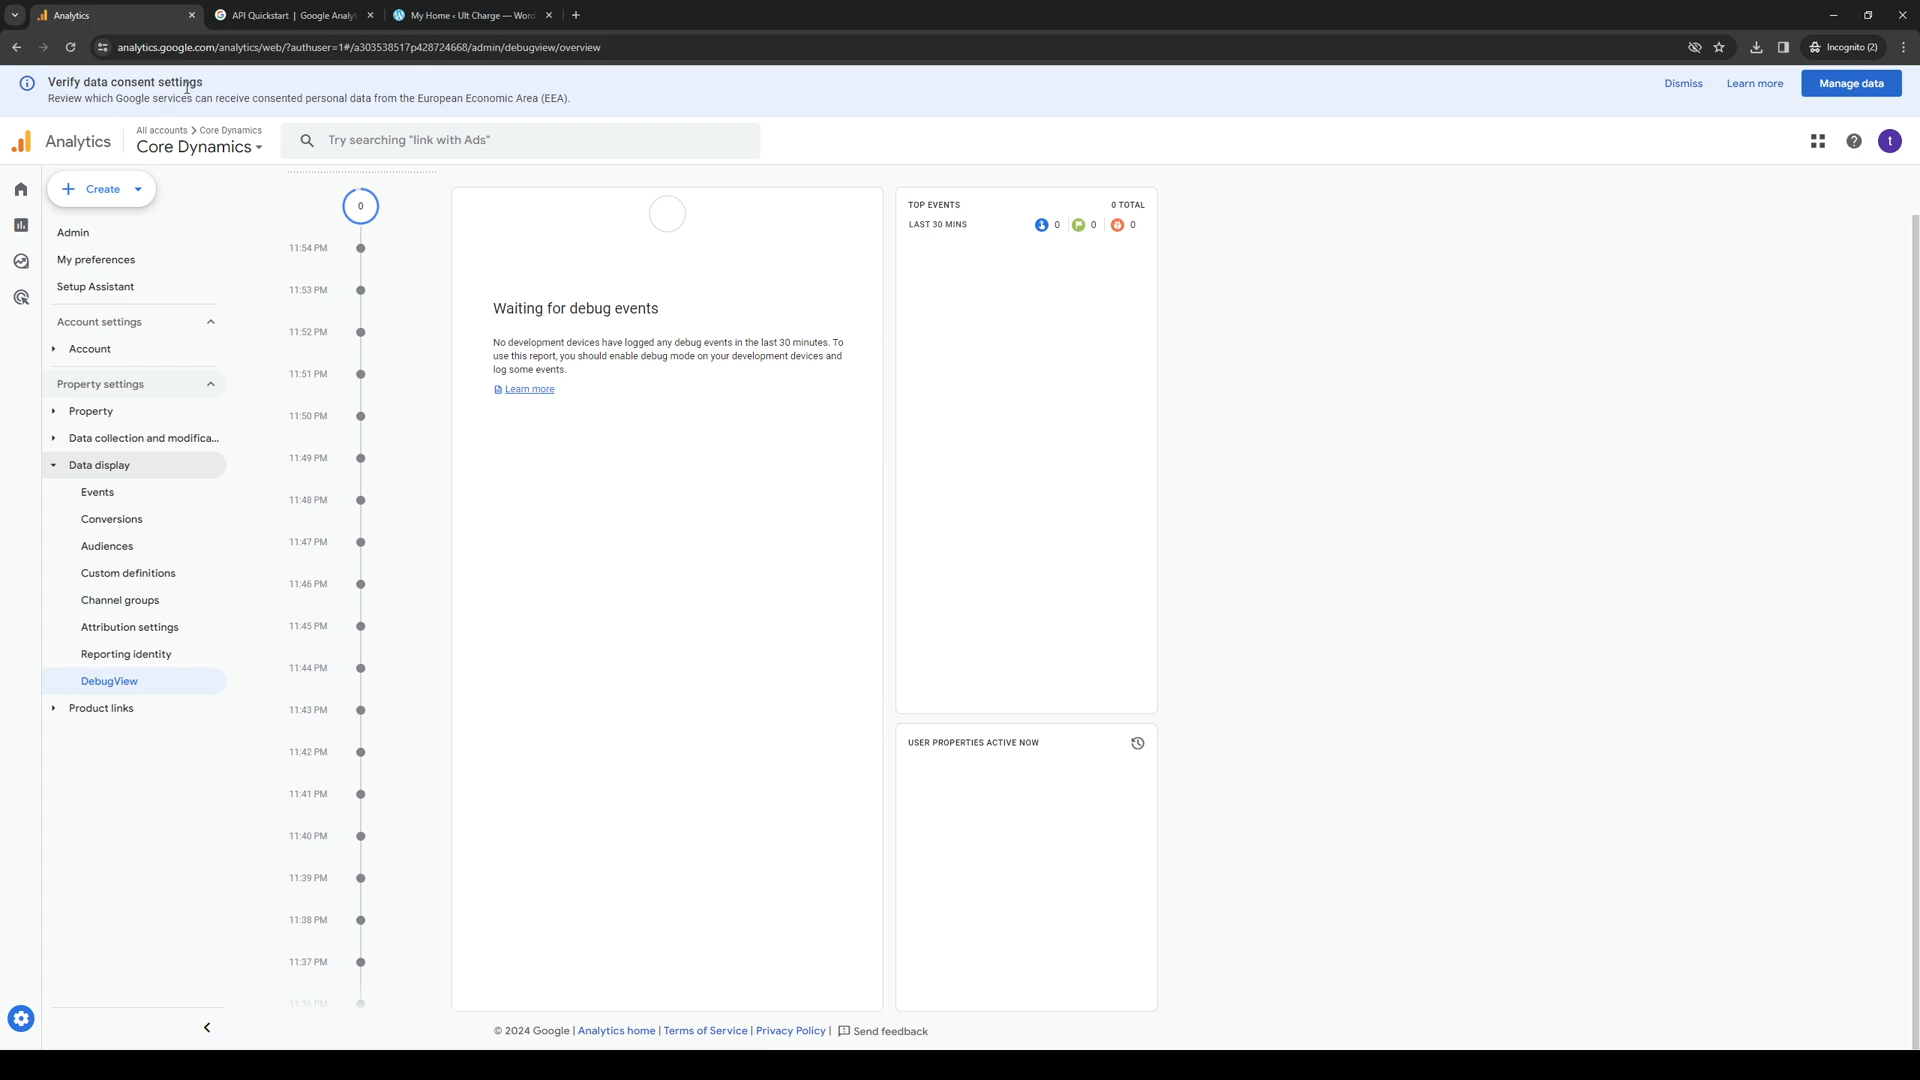 Analytics
API Quickstart | Google Analyt
My Home ‹ Ult Charge — Word
analytics.google.com/analytics/web/?authuser=1#/a303538517p428724668/admin/debugview/overview
Incognito (2)
Verify data consent settings
Review which Google services can receive consented personal data from the European Economic Area (EEA).
Dismiss
Learn more
Manage data
Analytics
All accounts > Core Dynamics
Core Dynamics
Try searching "link with Ads"
t
Create
Admin
My preferences
Setup Assistant
Account settings
Account
Property settings
Property
Data collection and modifica...
Data display
Events
Conversions
Audiences
Custom definitions
Channel groups
Attribution settings
Reporting identity
DebugView
Product links
0
11:54 PM
11:53 PM
11:52 PM
11:51 PM
11:50 PM
11:49 PM
11:48 PM
11:47 PM
11:46 PM
11:45 PM
11:44 PM
11:43 PM
11:42 PM
11:41 PM
11:40 PM
11:39 PM
11:38 PM
11:37 PM
11:36 PM
Waiting for debug events
No development devices have logged any debug events in the last 30 minutes. To
use this report, you should enable debug mode on your development devices and
log some events.
Learn more
TOP EVENTS 0 TOTAL
LAST 30 MINS 0 0 0
USER PROPERTIES ACTIVE NOW
© 2024 Google | Analytics home | Terms of Service | Privacy Policy | Send feedback